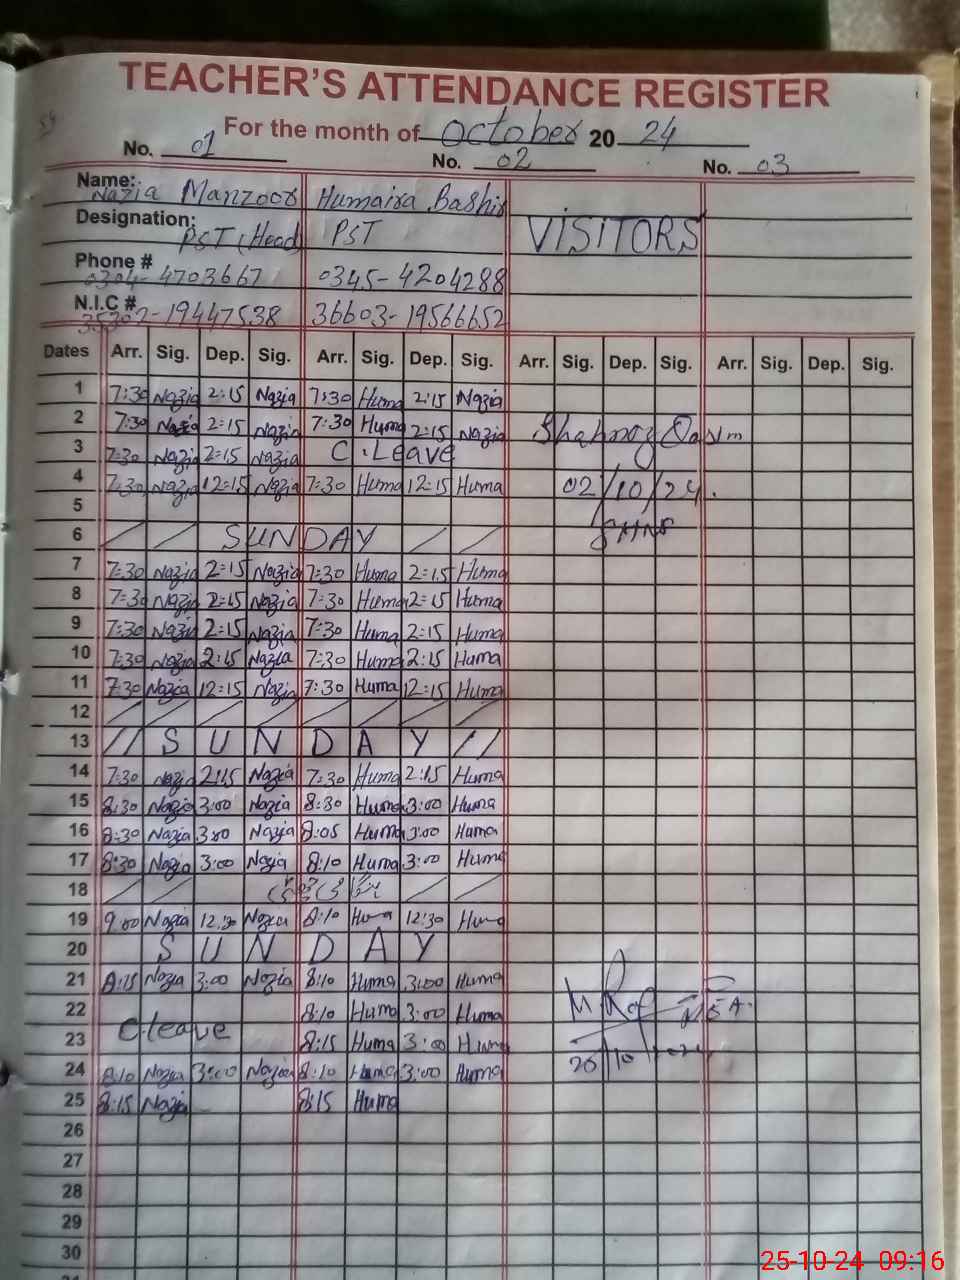 TEACHER'S ATTENDANCE REGISTER
59
For the month of October 20 24
No. 01 No. 02 No. 03
Name: Nazia Manzoor Humaira Bashir
Designation: PST (Head) PST VISITORS
Phone # 0304-4703667 0345-4204288
N.I.C # 35302-19447538 36603-19566652
Dates Arr. Sig. Dep. Sig. Arr. Sig. Dep. Sig. Arr. Sig. Dep. Sig. Arr. Sig. Dep. Sig.
1 7:30 Nazia 2:15 Nazia 7:30 Huma 2:15 Nazia
2 7:30 Nazia 2:15 Nazia 7:30 Huma 2:15 Nazia
3 7:30 Nazia 2:15 Nazia C.Leave
4 7:30 Nazia 12:15 Nazia 7:30 Huma 12:15 Huma 02/10/24.
5
6 SUNDAY
7 7:30 Nazia 2:15 Nazia 7:30 Huma 2:15 Huma
8 7:30 Nazia 2:15 Nazia 7:30 Huma 2:15 Huma
9 7:30 Nazia 2:15 Nazia 7:30 Huma 2:15 Huma
10 7:30 Nazia 2:15 Nazia 7:30 Huma 2:15 Huma
11 7:30 Nazia 12:15 Nazia 7:30 Huma 12:15 Huma
12
13 SUNDAY
14 7:30 Nazia 2:15 Nazia 7:30 Huma 2:15 Huma
15 8:30 Nazia 3:00 Nazia 8:30 Huma 3:00 Huma
16 8:30 Nazia 3:00 Nazia 8:05 Huma 3:00 Huma
17 8:30 Nazia 3:00 Nazia 8:10 Huma 3:00 Huma
18
19 9:00 Nazia 12:30 Nazia 8:10 Huma 12:30 Huma
20 SUNDAY
21 8:15 Nazia 3:00 Nazia 8:10 Huma 3:00 Huma
22 8:10 Huma 3:00 Huma
C.leave
23 8:15 Huma 3:00 Huma
24 8:10 Nazia 3:00 Nazia 8:10 Huma 3:00 Huma
25 8:15 Nazia 8:15 Huma
26
27
28
29
30
25-10-24 09:16